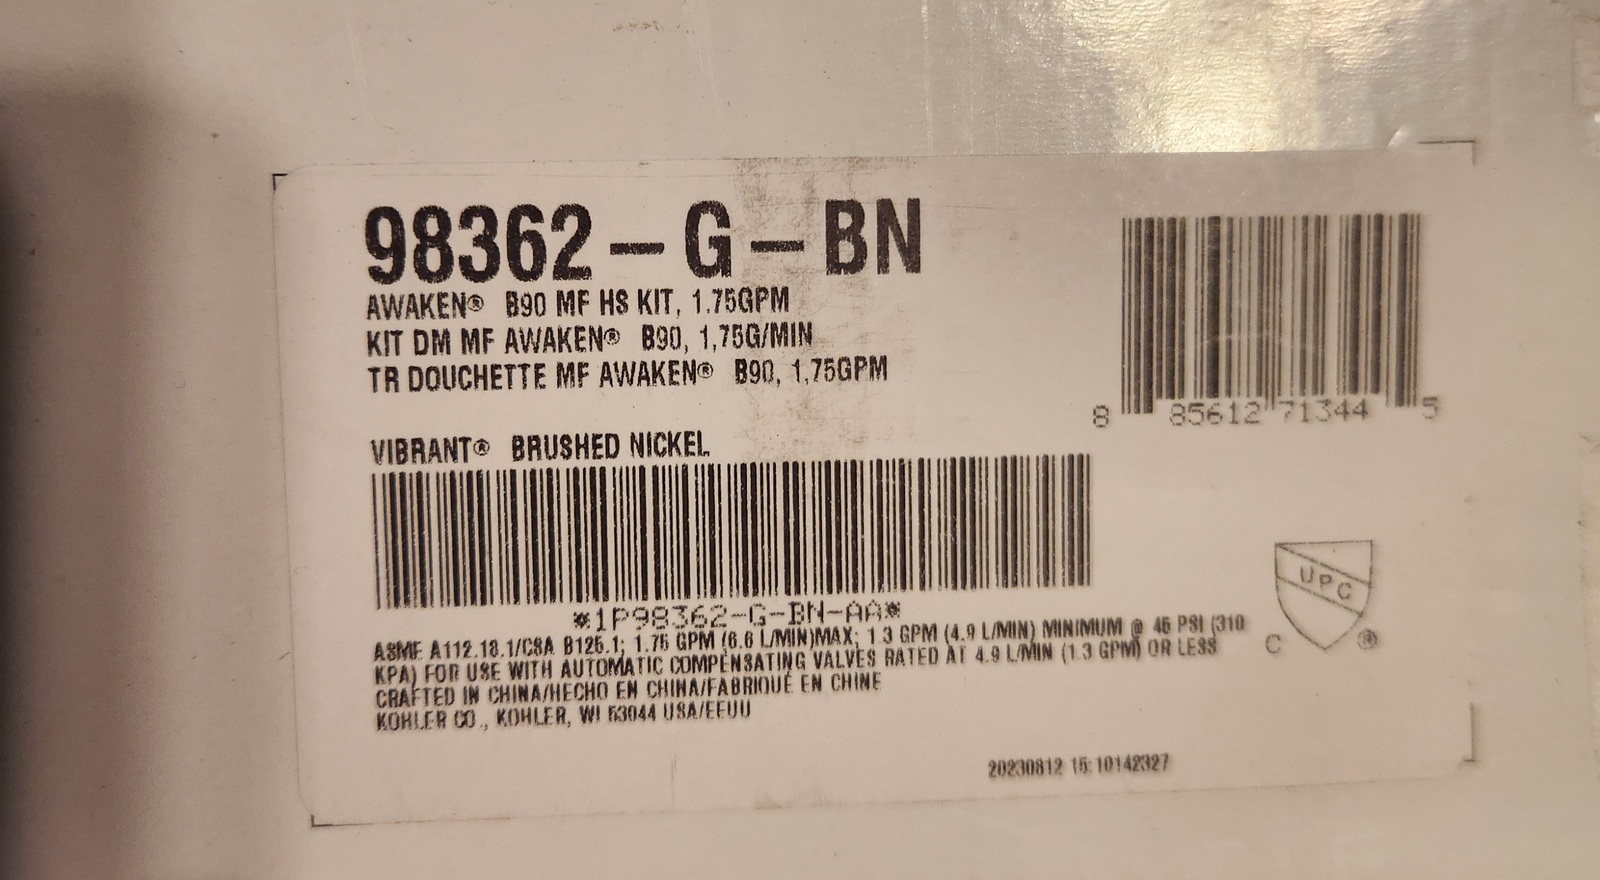 98362-G-BN
AWAKEN® B90 MF HS KIT, 1.75GPM
KIT DM MF AWAKEN® B90, 1,75G/MIN
TR DOUCHETTE MF AWAKEN® B90, 1,75GPM
VIBRANT® BRUSHED NICKEL
8 85612 71344 5
*1P98362-G-BN-AA*
ASME A112.18.1/CSA B125.1; 1.75 GPM (6.6 L/MIN)MAX; 1.3 GPM (4.9 L/MIN) MINIMUM @ 45 PSI (310
KPA) FOR USE WITH AUTOMATIC COMPENSATING VALVES RATED AT 4.9 L/MIN (1.3 GPM) OR LESS
CRAFTED IN CHINA/HECHO EN CHINA/FABRIQUÉ EN CHINE
KOHLER CO., KOHLER, WI 53044 USA/EEUU
UPC
C ®
20230812 15:10142327